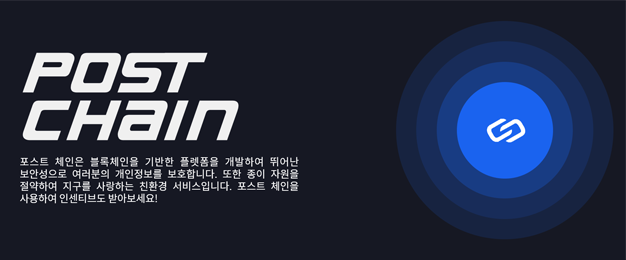 POST
CHaIn
포스트 체인은 블록체인을 기반한 플렛폼을 개발하여 뛰어난
보안성으로 여러분의 개인정보를 보호합니다. 또한 종이 자원을
절약하여 지구를 사랑하는 친환경 서비스입니다. 포스트 체인을
사용하여 인센티브도 받아보세요!